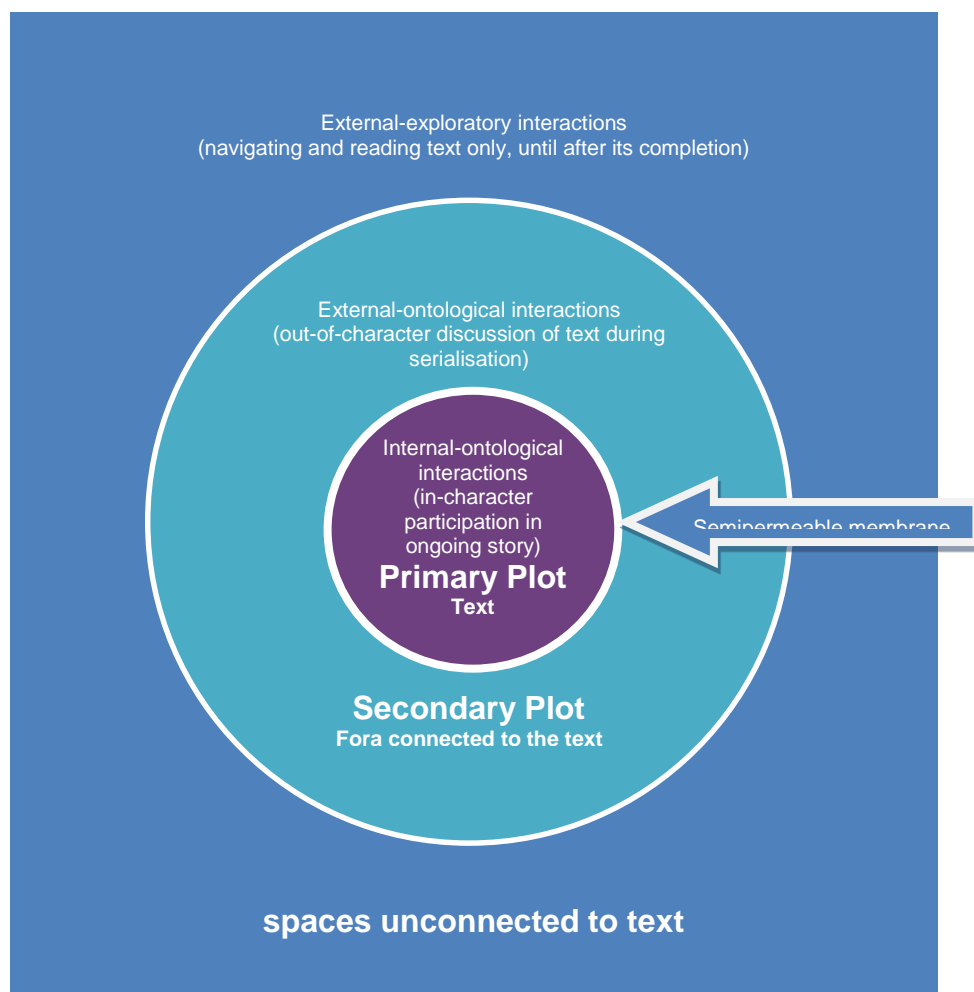 External-exploratory interactions
(navigating and reading text only, until after its completion)
External-ontological interactions
(out-of-character discussion of text during
serialisation)
Internal-ontological
interactions
(in-character
participation in
ongoing story)
Primary Plot
Text
Semipermeable membrane
Secondary Plot
Fora connected to the text
spaces unconnected to text